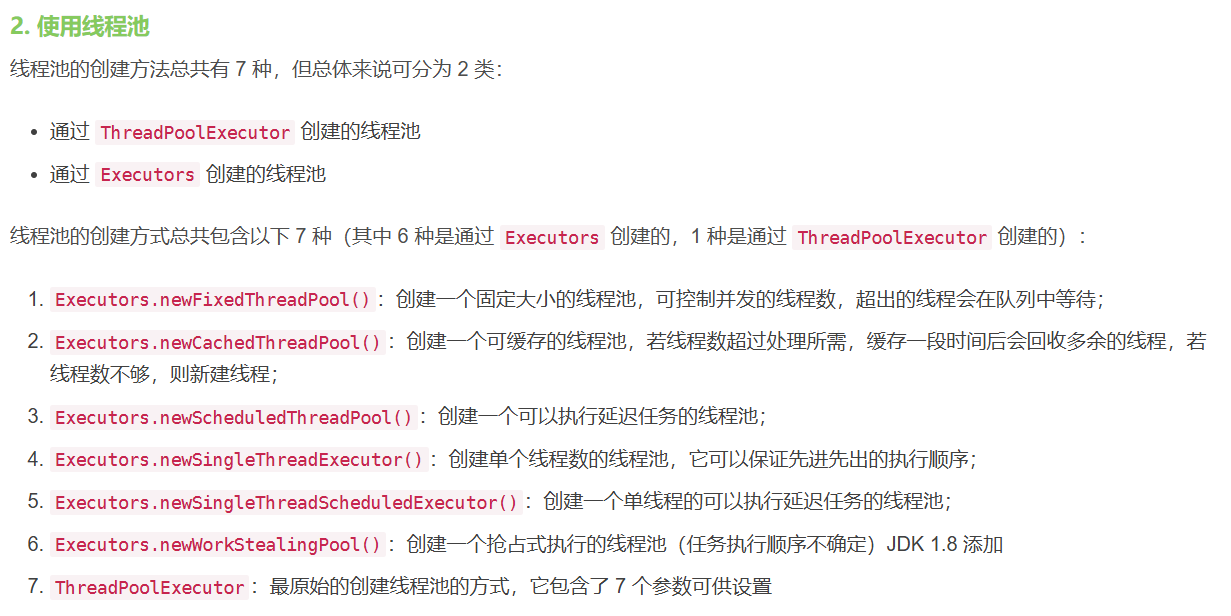 2. 使用线程池
线程池的创建方法总共有 7 种，但总体来说可分为 2 类：
• 通过 ThreadPoolExecutor 创建的线程池
• 通过 Executors 创建的线程池
线程池的创建方式总共包含以下 7 种（其中 6 种是通过 Executors 创建的，1 种是通过 ThreadPoolExecutor 创建的）：
1. Executors.newFixedThreadPool()：创建一个固定大小的线程池，可控制并发的线程数，超出的线程会在队列中等待；
2. Executors.newCachedThreadPool()：创建一个可缓存的线程池，若线程数超过处理所需，缓存一段时间后会回收多余的线程，若
线程数不够，则新建线程；
3. Executors.newScheduledThreadPool()：创建一个可以执行延迟任务的线程池；
4. Executors.newSingleThreadExecutor()：创建单个线程数的线程池，它可以保证先进先出的执行顺序；
5. Executors.newSingleThreadScheduledExecutor()：创建一个单线程的可以执行延迟任务的线程池；
6. Executors.newWorkStealingPool()：创建一个抢占式执行的线程池（任务执行顺序不确定）JDK 1.8 添加
7. ThreadPoolExecutor：最原始的创建线程池的方式，它包含了 7 个参数可供设置